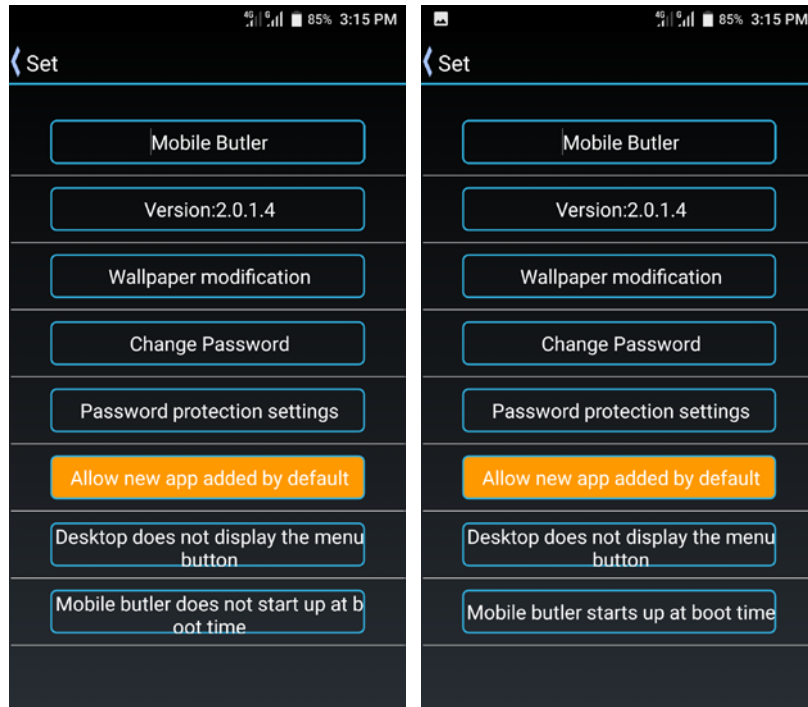 4G G 85% 3:15 PM
Set
Mobile Butler
Version:2.0.1.4
Wallpaper modification
Change Password
Password protection settings
Allow new app added by default
Desktop does not display the menu
button
Mobile butler does not start up at b
oot time
4G G 85% 3:15 PM
Set
Mobile Butler
Version:2.0.1.4
Wallpaper modification
Change Password
Password protection settings
Allow new app added by default
Desktop does not display the menu
button
Mobile butler starts up at boot time